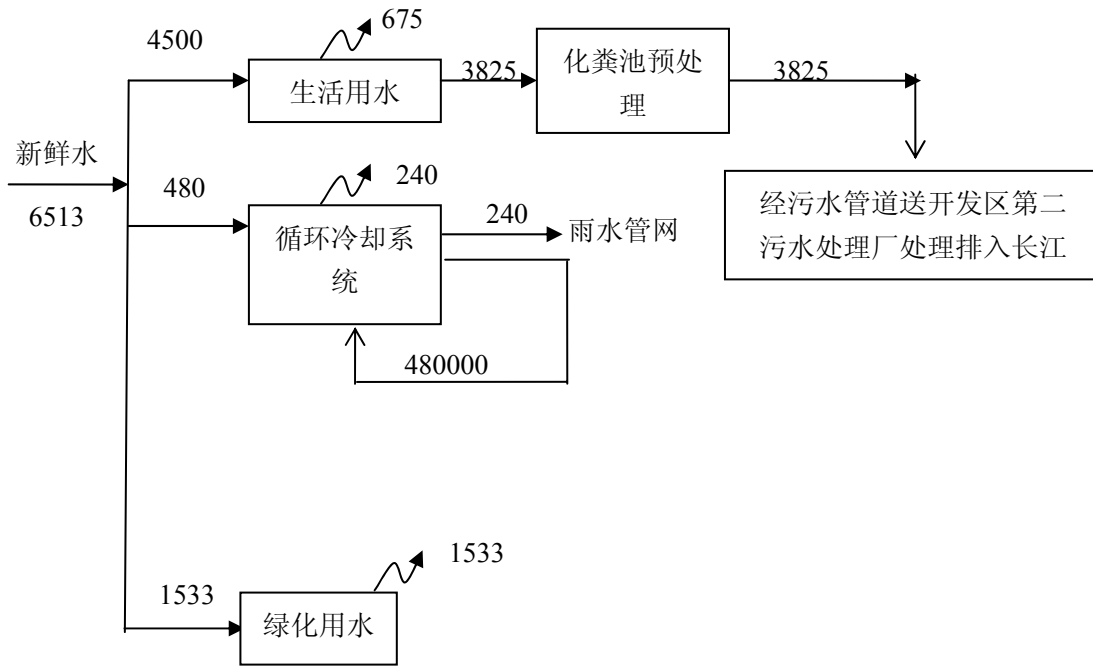 675
4500
生活用水
3825
化粪池预处
理
3825
新鲜水
6513
480
240
循环冷却系
统
240
雨水管网
480000
经污水管道送开发区第二
污水处理厂处理排入长江
1533
1533
绿化用水